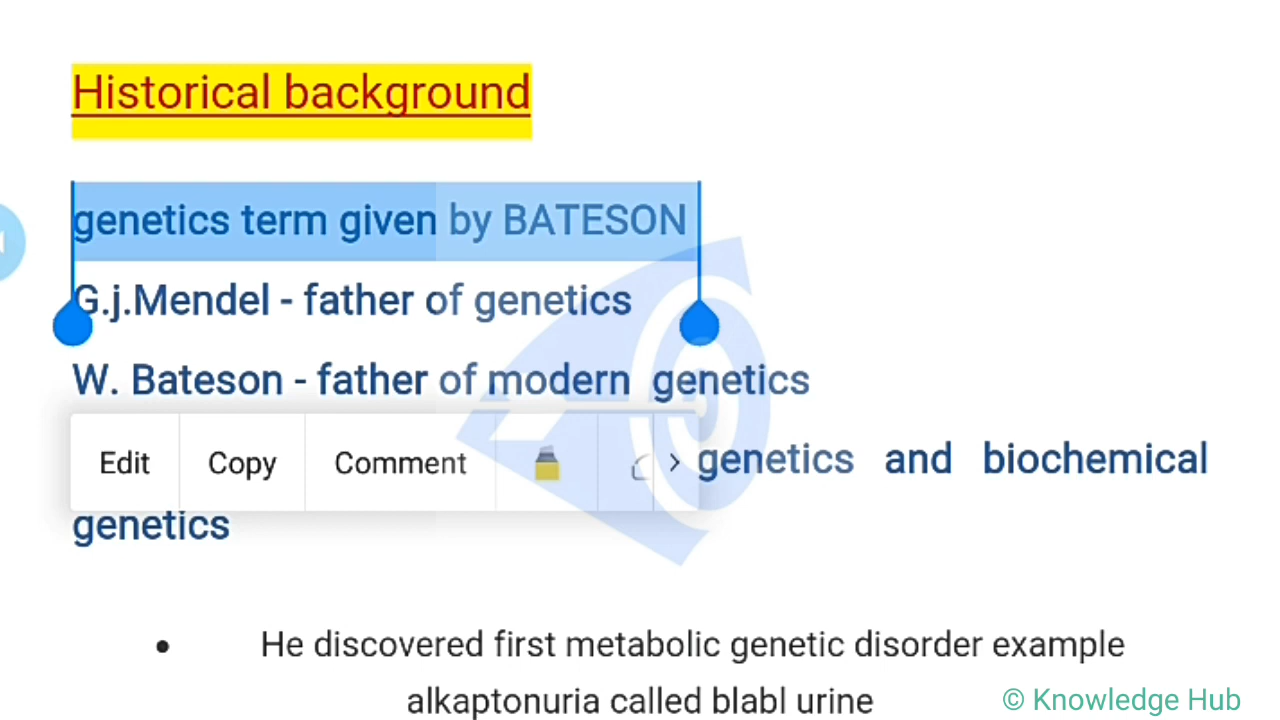 Historical background
genetics term given by BATESON
G.j.Mendel - father of genetics
W. Bateson - father of modern genetics
Edit Copy Comment > genetics and biochemical
genetics
• He discovered first metabolic genetic disorder example
alkaptonuria called blabl urine
© Knowledge Hub